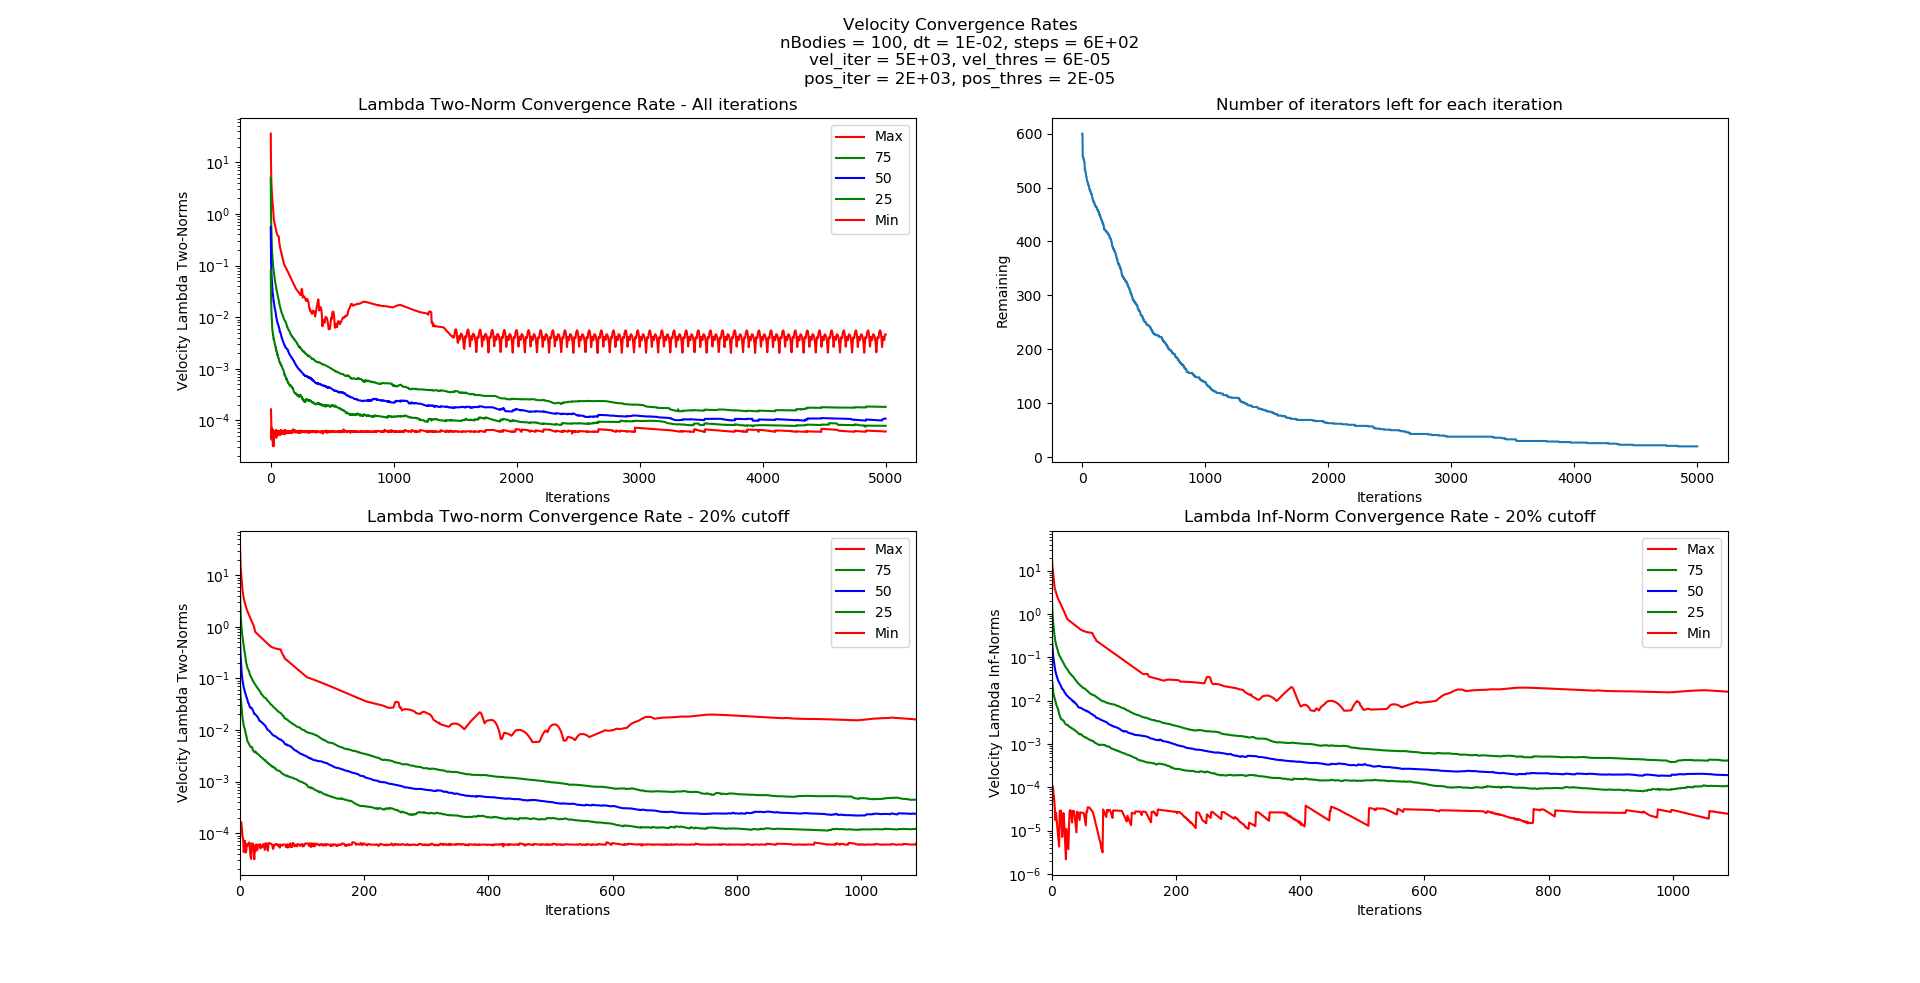 Velocity Convergence Rates
nBodies = 100, dt = 1E-02, steps = 6E+02
vel_iter = 5E+03, vel_thres = 6E-05
pos_iter = 2E+03, pos_thres = 2E-05
Lambda Two-Norm Convergence Rate - All iterations
Velocity Lambda Two-Norms
10^1
10^0
10^-1
10^-2
10^-3
10^-4
Max
75
50
25
Min
0 1000 2000 3000 4000 5000
Iterations
Number of iterators left for each iteration
Remaining
600
500
400
300
200
100
0
0 1000 2000 3000 4000 5000
Iterations
Lambda Two-norm Convergence Rate - 20% cutoff
Velocity Lambda Two-Norms
10^1
10^0
10^-1
10^-2
10^-3
10^-4
Max
75
50
25
Min
0 200 400 600 800 1000
Iterations
Lambda Inf-Norm Convergence Rate - 20% cutoff
Velocity Lambda Inf-Norms
10^1
10^0
10^-1
10^-2
10^-3
10^-4
10^-5
10^-6
Max
75
50
25
Min
0 200 400 600 800 1000
Iterations